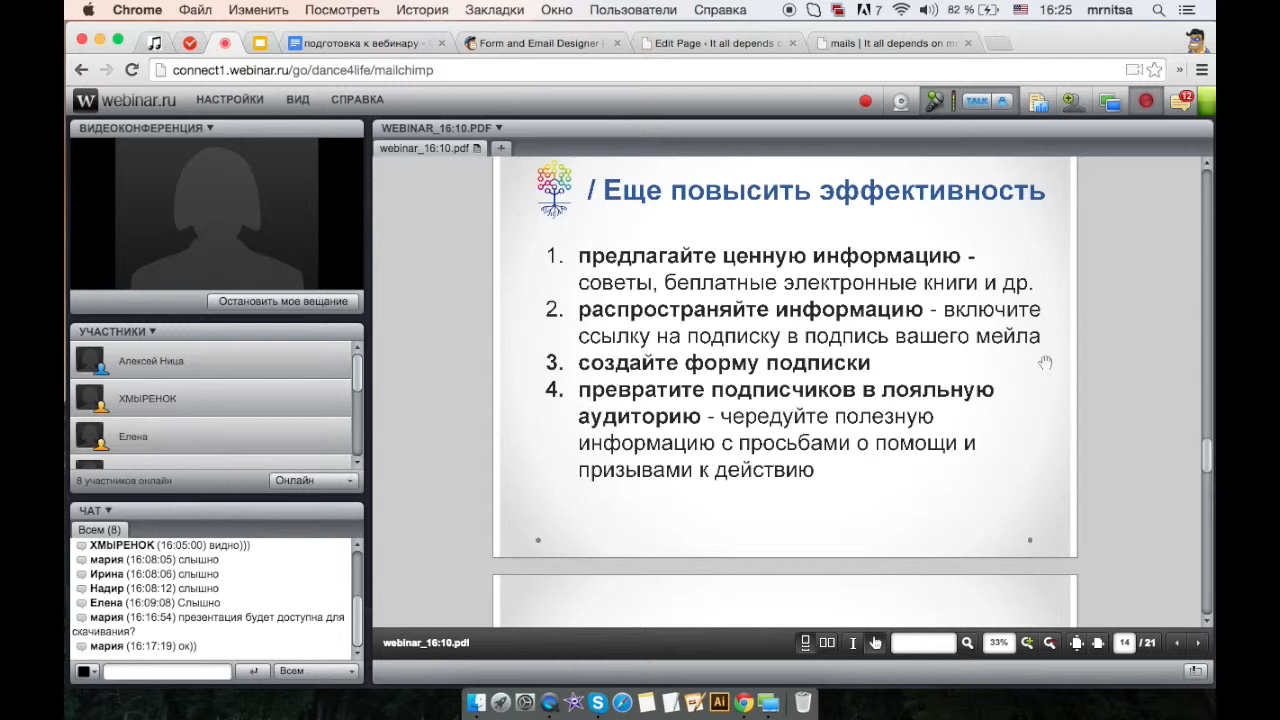 Chrome Файл Изменить Посмотреть История Закладки Окно Пользователи Справка 7 82 % 16:25 mrnitsa
подготовка к вебинару - Form and Email Designer | Edit Page ‹ It all depends o mails | It all depends on m
connect1.webinar.ru/go/dance4life/mailchimp »
W webinar.ru НАСТРОЙКИ ВИД СПРАВКА TALK A 12
ВИДЕОКОНФЕРЕНЦИЯ
WEBINAR_16:10.PDF
webinar_16:10.pdf +
Остановить мое вещание
УЧАСТНИКИ
Алексей Ница
ХМЫРЕНОК
Елена
8 участников онлайн Онлайн
ЧАТ
Всем (8)
ХМЫРЕНОК (16:05:00) видно)))
мария (16:08:05) слышно
Ирина (16:08:06) слышно
Надир (16:08:12) слышно
Елена (16:09:08) Слышно
мария (16:16:54) презентация будет доступна для
скачивания?
мария (16:17:19) ок))
Всем
/ Еще повысить эффективность
1. предлагайте ценную информацию -
советы, беплатные электронные книги и др.
2. распространяйте информацию - включите
ссылку на подписку в подпись вашего мейла
3. создайте форму подписки
4. превратите подписчиков в лояльную
аудиторию - чередуйте полезную
информацию с просьбами о помощи и
призывами к действию
webinar_16:10.pdf 33% 14 / 21
Ai